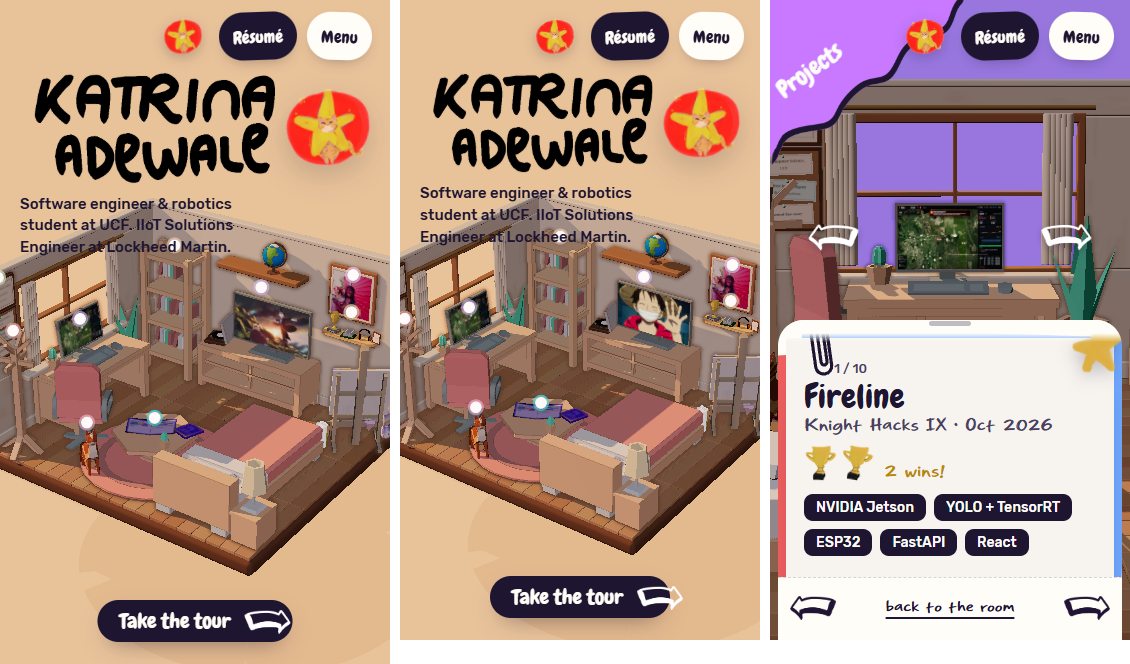 Résumé
Menu
KATRINA
ADEWALE
Software engineer & robotics
student at UCF. IIoT Solutions
Engineer at Lockheed Martin.
Take the tour
Résumé
Menu
KATRINA
ADEWALE
Software engineer & robotics
student at UCF. IIoT Solutions
Engineer at Lockheed Martin.
Take the tour
Projects
Résumé
Menu
1 / 10
Fireline
Knight Hacks IX · Oct 2026
2 wins!
NVIDIA Jetson
YOLO + TensorRT
ESP32
FastAPI
React
back to the room